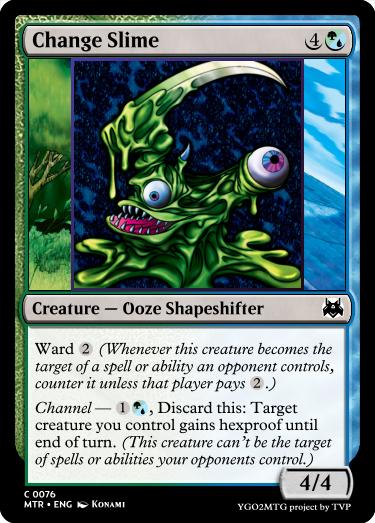 Change Slime
4
Creature — Ooze Shapeshifter
Ward 2 (Whenever this creature becomes the
target of a spell or ability an opponent controls,
counter it unless that player pays 2.)
Channel — 1, Discard this: Target
creature you control gains hexproof until
end of turn. (This creature can't be the target
of spells or abilities your opponents control.)
4/4
C 0076
MTR • ENG KONAMI
YGO2MTG project by TVP